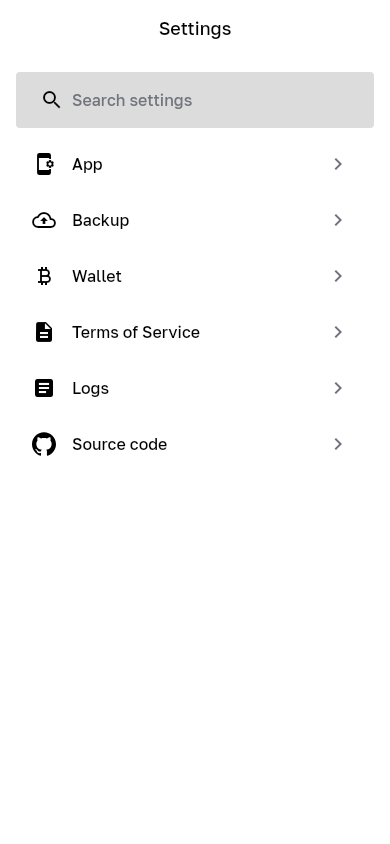 Settings
Search settings
App
Backup
Wallet
Terms of Service
Logs
Source code